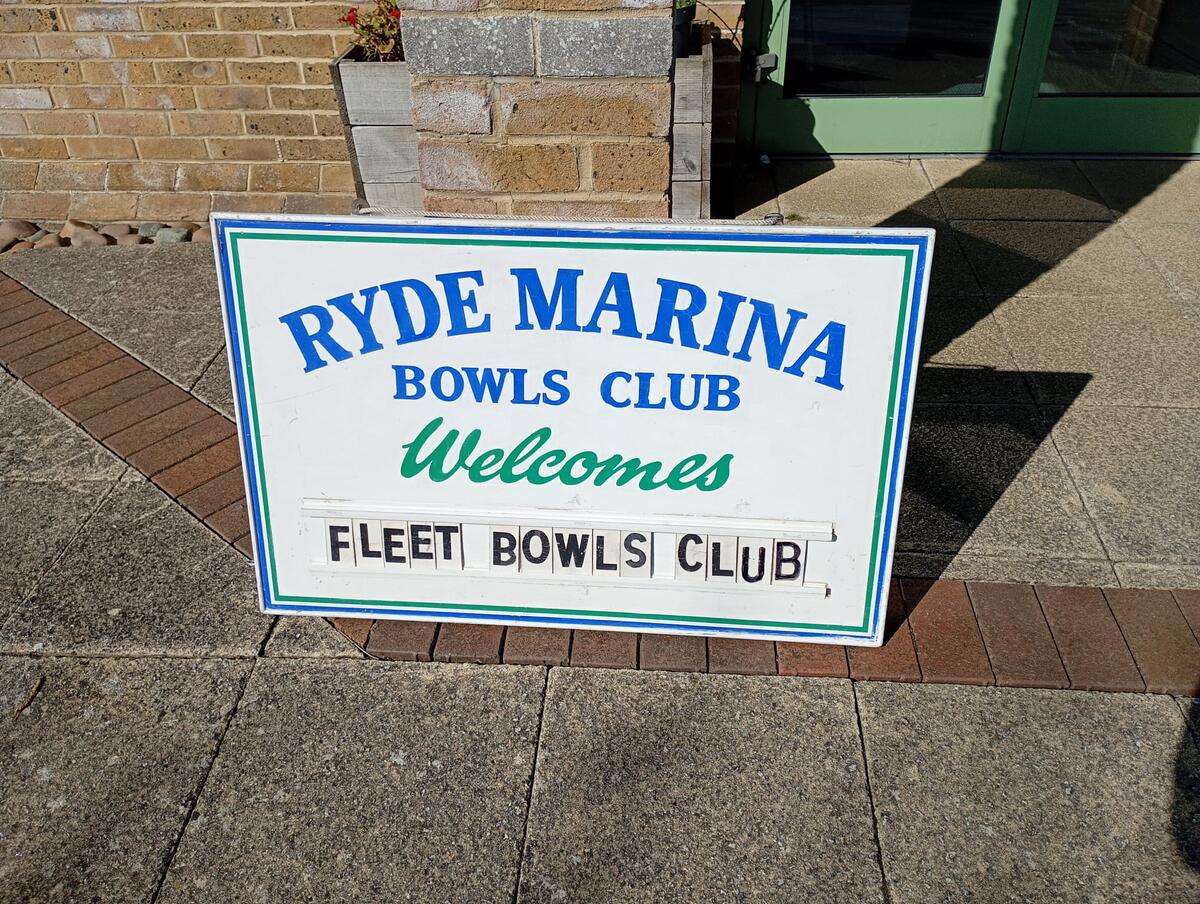 RYDE MARINA
BOWLS CLUB
Welcomes
FLEET BOWLS CLUB